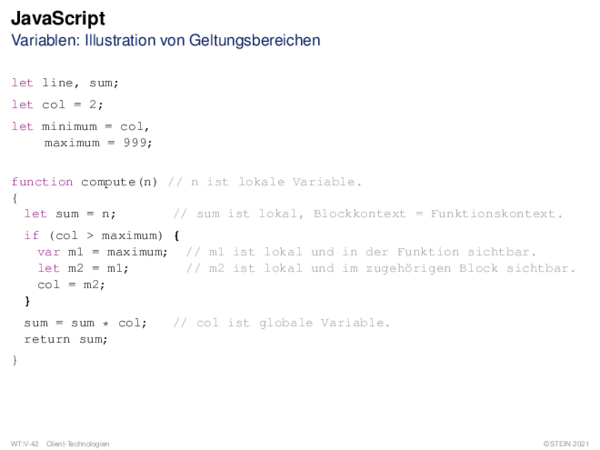 JavaScript
Variablen: Illustration von Geltungsbereichen
let line, sum;
let col = 2;
let minimum = col,
maximum = 999;
function compute(n) // n ist lokale Variable.
{
let sum = n; // sum ist lokal, Blockkontext = Funktionskontext.
if (col > maximum) {
var m1 = maximum; // m1 ist lokal und in der Funktion sichtbar.
let m2 = m1; // m2 ist lokal und im zugehörigen Block sichtbar.
col = m2;
}
sum = sum * col; // col ist globale Variable.
return sum;
}
WT:V-42 Client-Technologien ©STEIN 2021